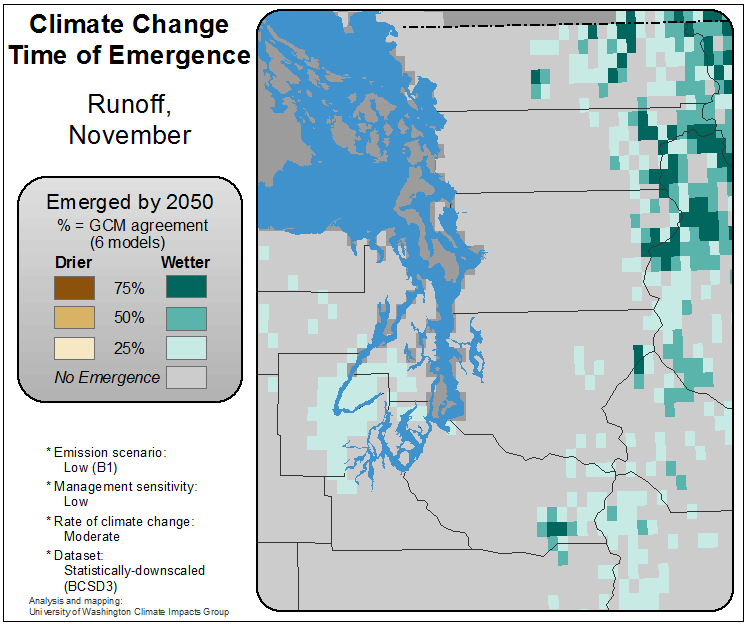 Climate Change
Time of Emergence
Runoff,
November
Emerged by 2050
% = GCM agreement
(6 models)
Drier Wetter
75%
50%
25%
No Emergence
* Emission scenario:
Low (B1)
* Management sensitivity:
Low
* Rate of climate change:
Moderate
* Dataset:
Statistically-downscaled
(BCSD3)
Analysis and mapping:
University of Washington Climate Impacts Group